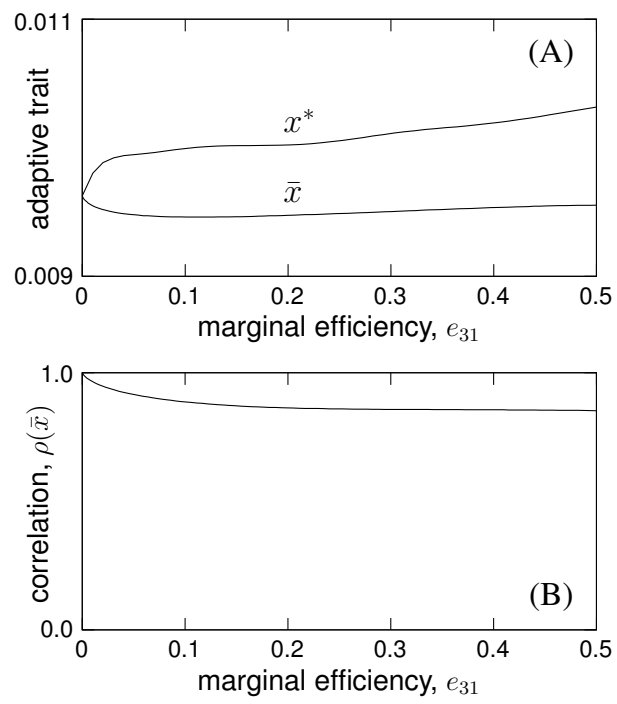 0.011
(A)
adaptive trait
x*
x̄
0.009
0 0.1 0.2 0.3 0.4 0.5
marginal efficiency, e₃₁
1.0
correlation, ρ(x̄)
(B)
0.0
0 0.1 0.2 0.3 0.4 0.5
marginal efficiency, e₃₁